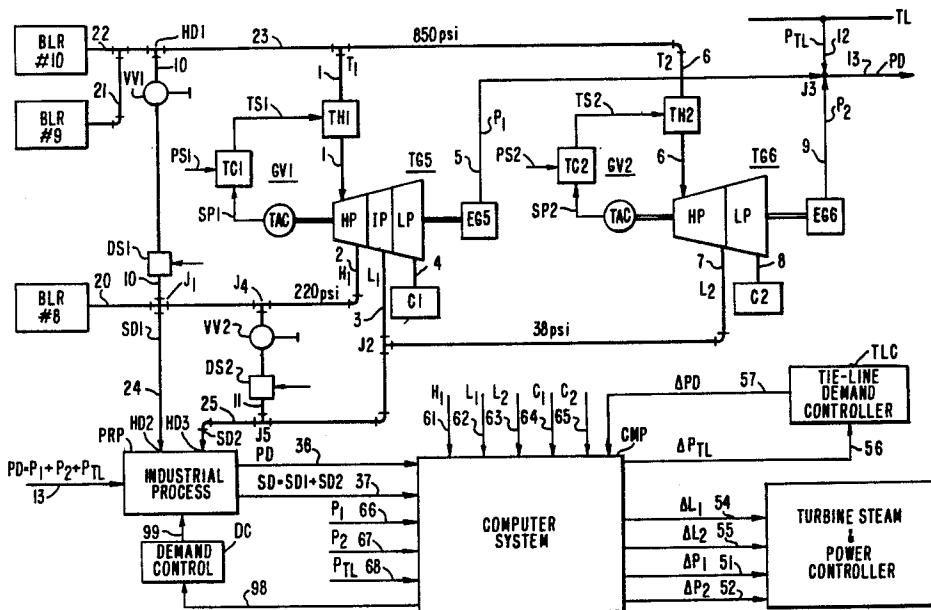 22
HD1
23
850psi
TL
BLR
#10
10
T₁
T₂
6
PTL
12
13
PD
J3
VV1
21
1
BLR
#9
TS1
TH1
TS2
TH2
P₁
P₂
PS1
TC1
GV1
1
TG5
5
PS2
TC2
GV2
6
TG6
9
SP1
TAC
HP
IP
LP
EG5
SP2
TAC
HP
LP
EG6
DS1
10
J₁
2
H₁
L₁
4
C1
7
L₂
8
C2
20
J₄
220psi
BLR
#8
VV2
3
38psi
SD1
J2
TLC
DS2
24
11
H₁
L₁
L₂
C₁
C₂
ΔPD
57
TIE-LINE
DEMAND
CONTROLLER
25
61
62
63
64
65
J5
PRP
HD2
HD3
SD2
CMP
PD
36
ΔPTL
56
PD=P₁+P₂+PTL
13
INDUSTRIAL
PROCESS
SD=SD1+SD2
37
P₁
66
COMPUTER
SYSTEM
ΔL₁
54
TURBINE STEAM
&
POWER
CONTROLLER
99
DC
P₂
67
ΔL₂
55
DEMAND
CONTROL
PTL
68
ΔP₁
51
98
ΔP₂
52